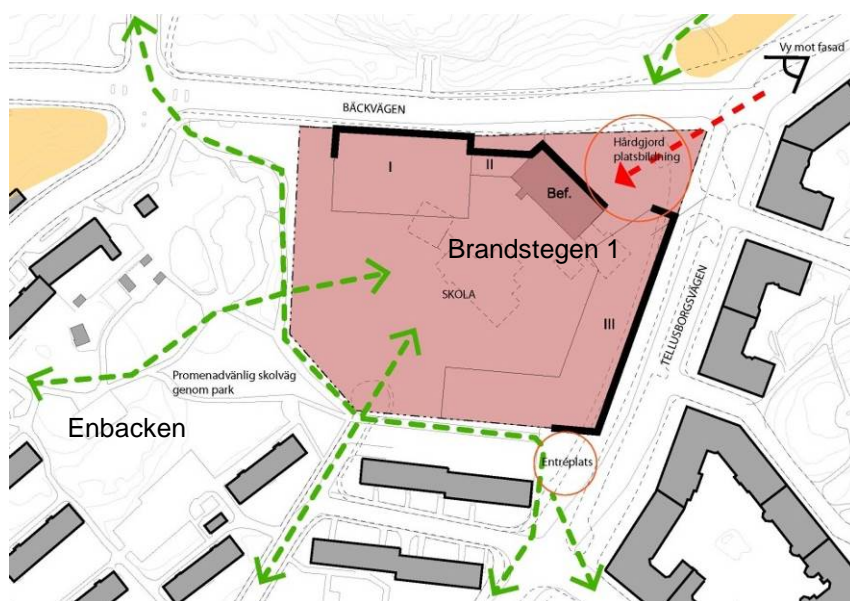 Vy mot fasad
BÄCKVÄGEN
Hårdgjord
platsbildning
I
II
Bef.
Brandstegen 1
SKOLA
III
TELLUSBORGSVÄGEN
Promenadvänlig skolväg
genom park
Enbacken
Entréplats